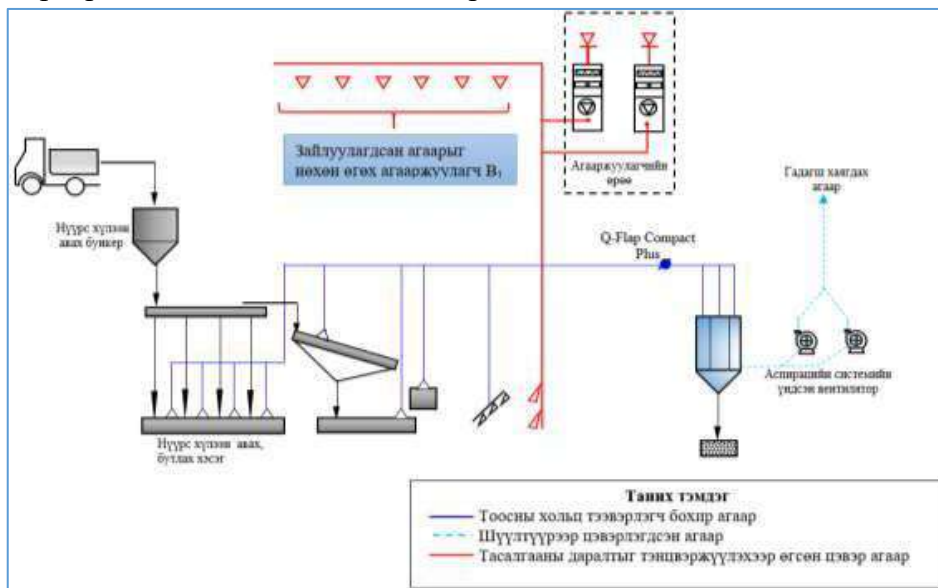 Зайлуулагдсан агаарыг
нөхөн өгөх агааржуулагч В₁
Агааржуулагчийн
өрөө
Гадагш хаягдах
агаар
Нүүрс хүлээн
авах бункер
Q-Flap Compact
Plus
Аспирацийн системийн
үндсэн вентилятор
Нүүрс хүлээн авах,
бутлах хэсэг
Таних тэмдэг
Тоосны хольц тээвэрлэгч бохир агаар
Шүүлтүүрээр цэвэрлэгдсэн агаар
Тасалгааны даралтыг тэнцвэржүүлэхээр өгсөн цэвэр агаар